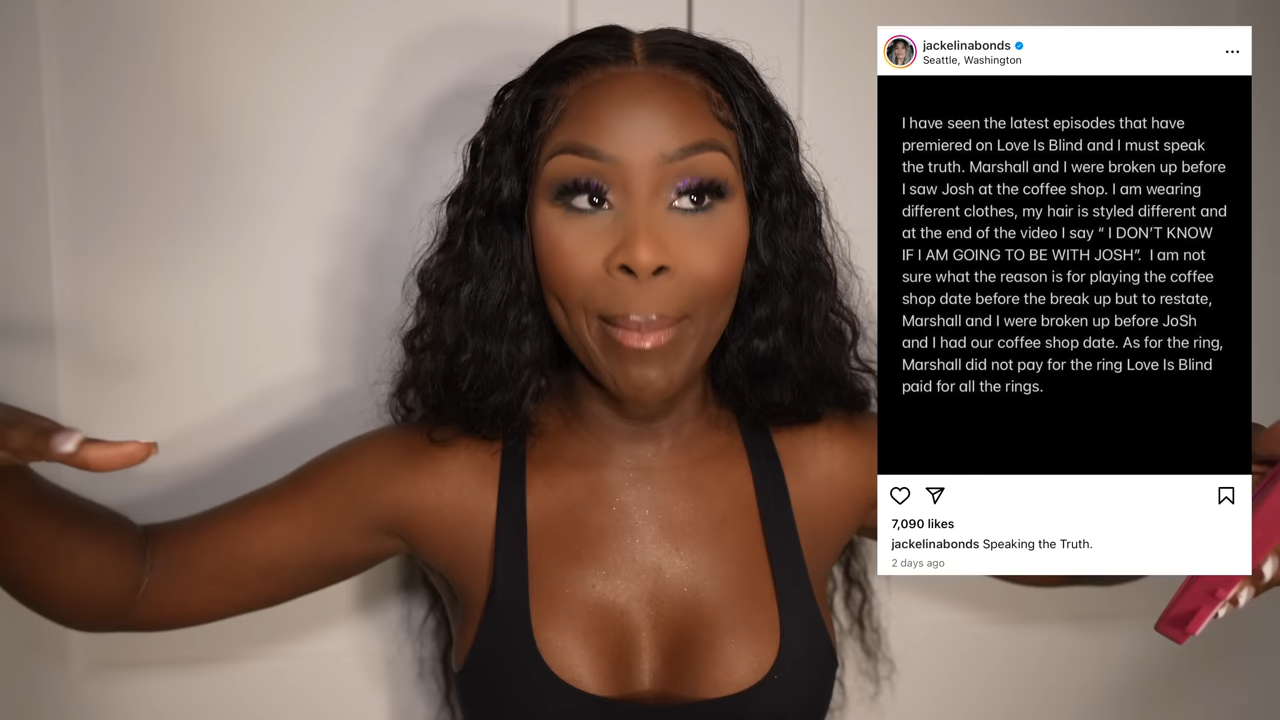 jackelinabonds
Seattle, Washington
I have seen the latest episodes that have
premiered on Love Is Blind and I must speak
the truth. Marshall and I were broken up before
I saw Josh at the coffee shop. I am wearing
different clothes, my hair is styled different and
at the end of the video I say “ I DON’T KNOW
IF I AM GOING TO BE WITH JOSH”.  I am not
sure what the reason is for playing the coffee
shop date before the break up but to restate,
Marshall and I were broken up before JoSh
and I had our coffee shop date. As for the ring,
Marshall did not pay for the ring Love Is Blind
paid for all the rings.
7,090 likes
jackelinabonds Speaking the Truth.
2 days ago